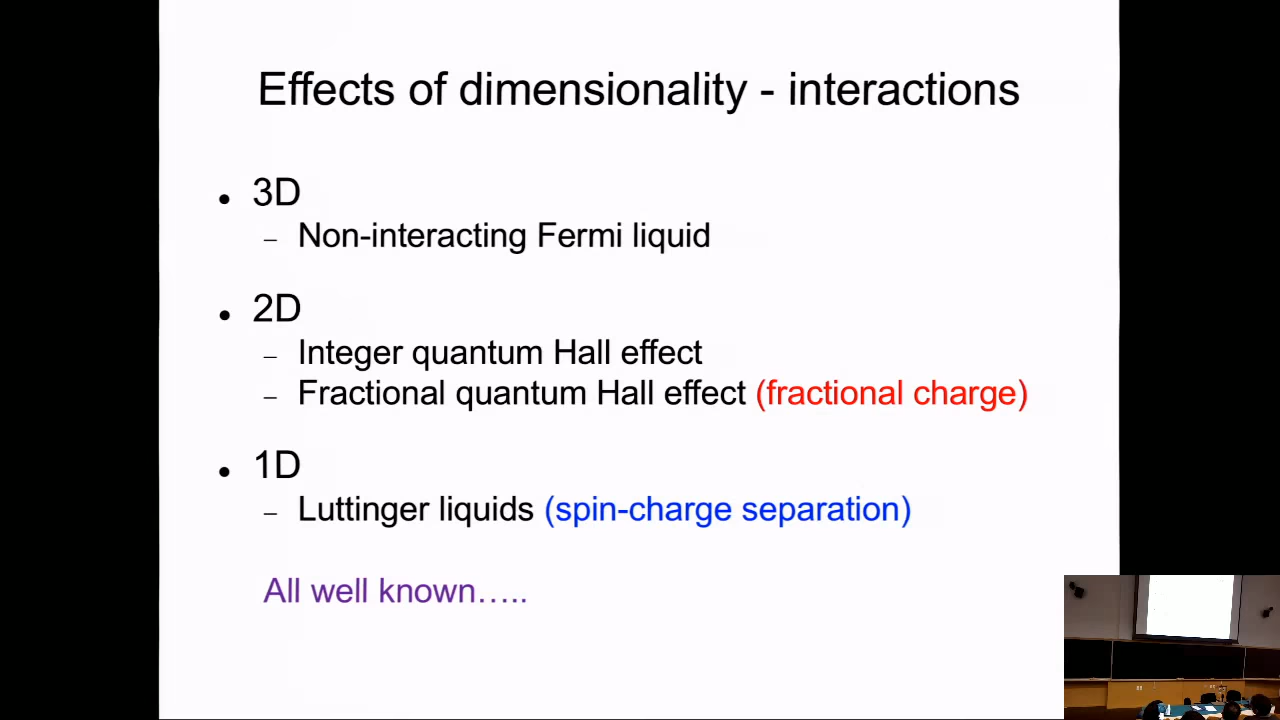 Effects of dimensionality - interactions
• 3D
– Non-interacting Fermi liquid
• 2D
– Integer quantum Hall effect
– Fractional quantum Hall effect (fractional charge)
• 1D
– Luttinger liquids (spin-charge separation)
All well known…..